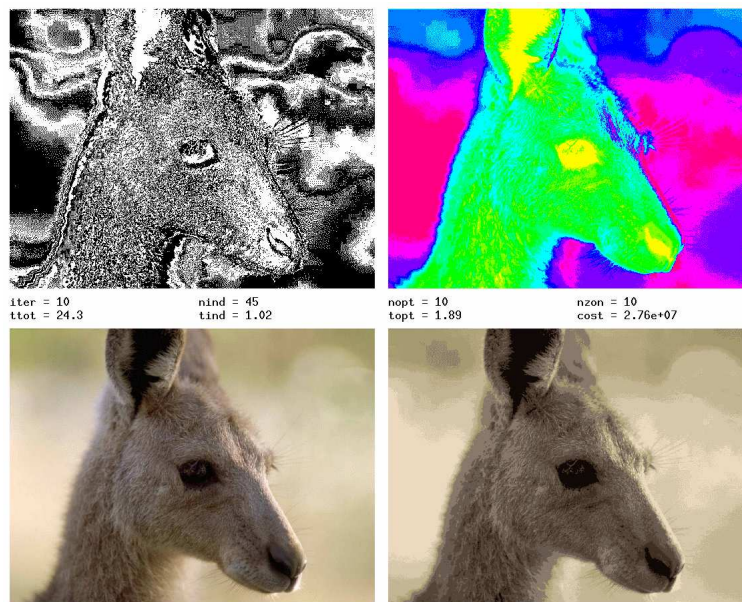 iter = 10 nind = 45 nopt = 10 nzon = 10
ttot = 24.3 tind = 1.02 topt = 1.89 cost = 2.76e+07